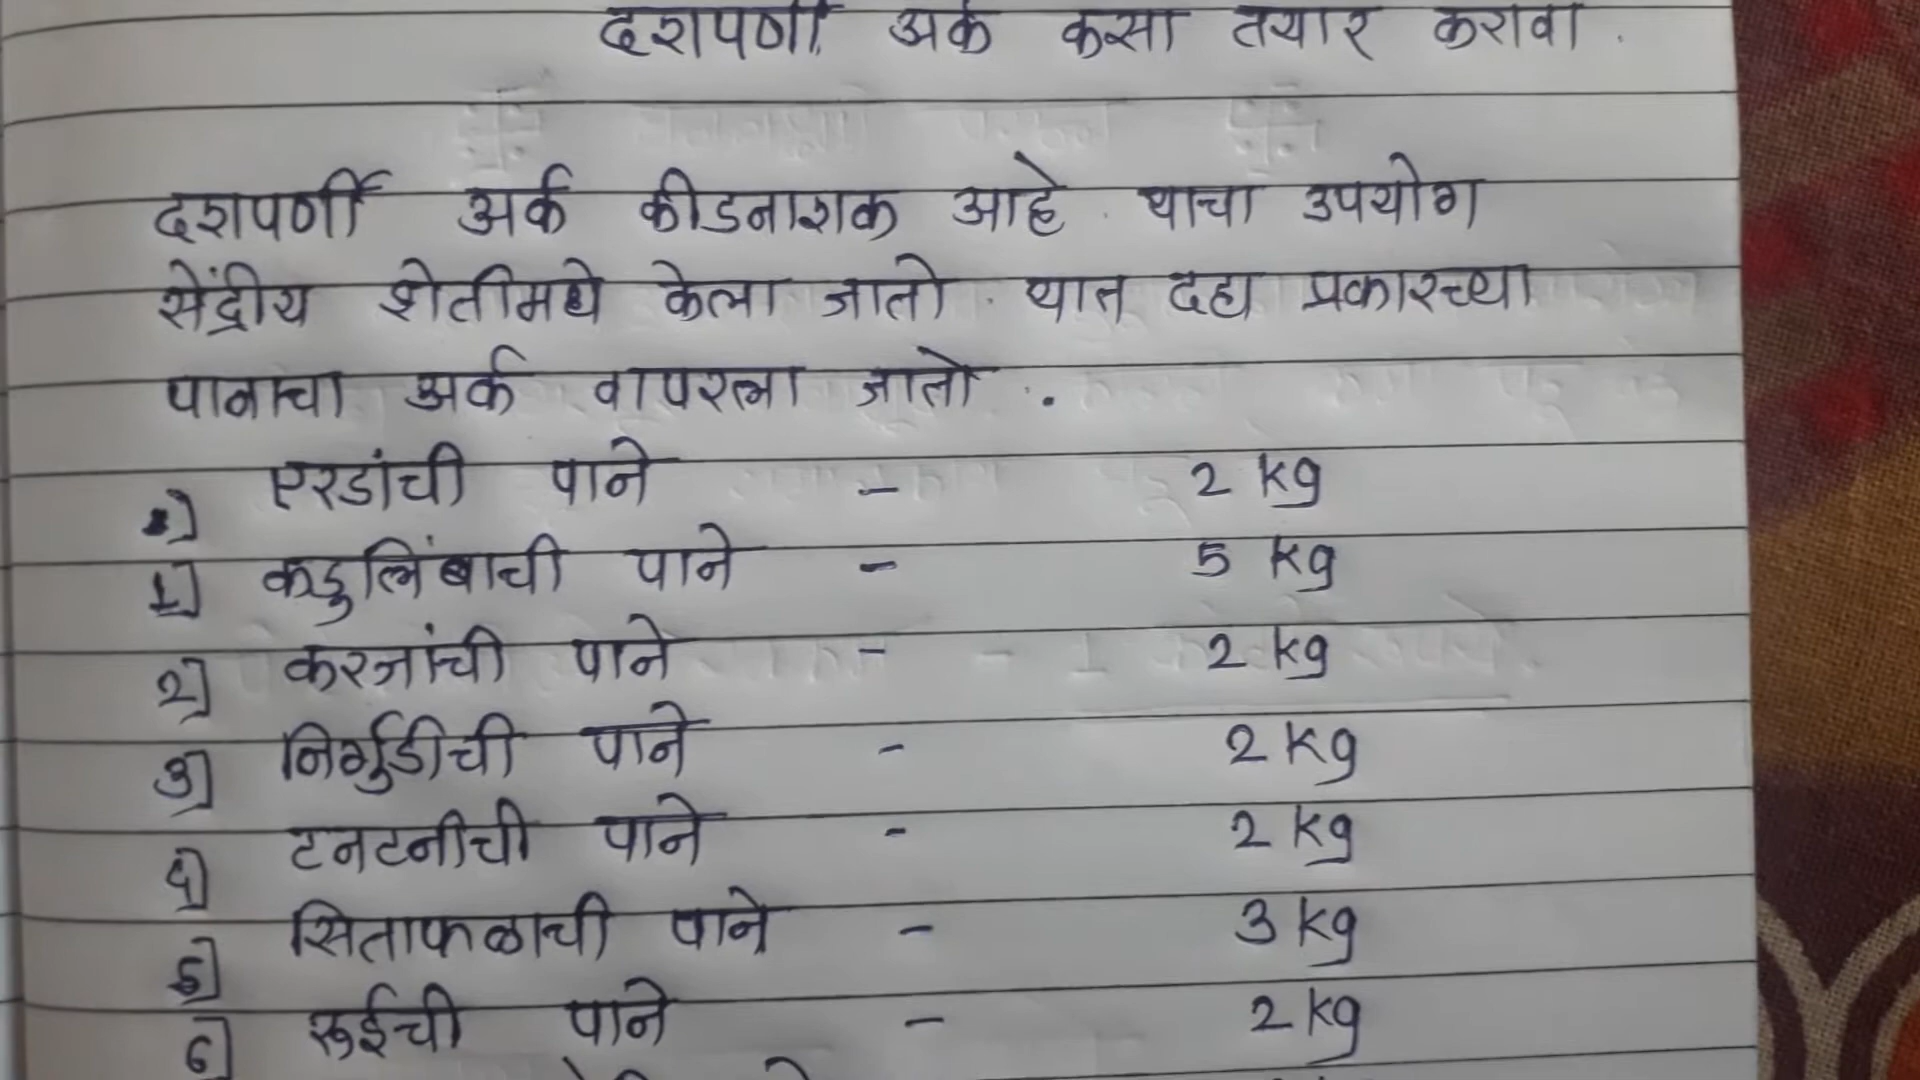 दशपर्णी अर्क कसा तयार करावा.
दशपर्णी अर्क कीडनाशक आहे. याचा उपयोग
सेंद्रीय शेतीमधे केला जातो. यात दहा प्रकारच्या
पानाचा अर्क वापरला जातो.
एरडांची पाने - 2 kg
1] कडुलिंबाची पाने - 5 kg
2] करजांची पाने - 2 kg
3] निर्गुडीची पाने - 2 kg
4] टनटनीची पाने - 2 kg
5] सिताफळाची पाने - 3 kg
6] रूईची पाने - 2 kg